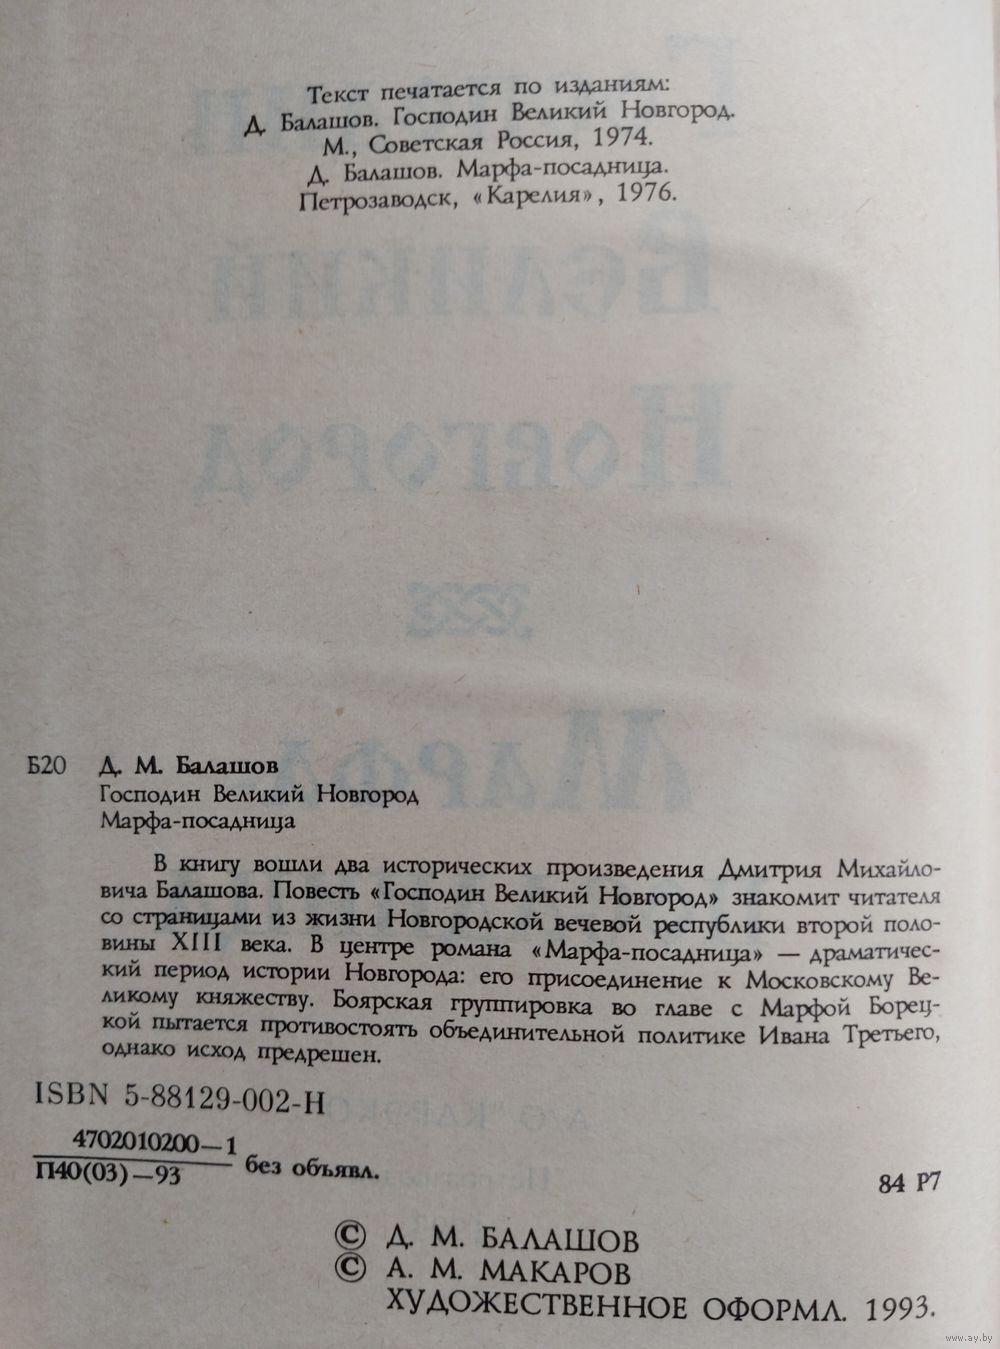 Текст печатается по изданиям:
Д. Балашов. Господин Великий Новгород.
М., Советская Россия, 1974.
Д. Балашов. Марфа-посадница.
Петрозаводск, «Карелия», 1976.
Великий
Новгород
Марфа
Б20 Д. М. Балашов
Господин Великий Новгород
Марфа-посадница
В книгу вошли два исторических произведения Дмитрия Михайло-
вича Балашова. Повесть «Господин Великий Новгород» знакомит читателя
со страницами из жизни Новгородской вечевой республики второй поло-
вины XIII века. В центре романа «Марфа-посадница» — драматичес-
кий период истории Новгорода: его присоединение к Московскому Ве-
ликому княжеству. Боярская группировка во главе с Марфой Борец-
кой пытается противостоять объединительной политике Ивана Третьего,
однако исход предрешен.
ISBN 5-88129-002-Н
4702010200—1
П40(03)—93 без объявл.
84 Р7
© Д. М. БАЛАШОВ
© А. М. МАКАРОВ
ХУДОЖЕСТВЕННОЕ ОФОРМЛ. 1993.
www.ay.by